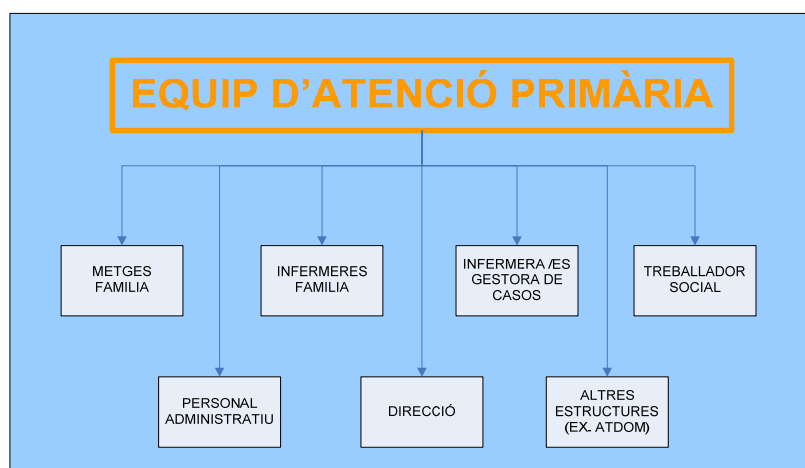 EQUIP D'ATENCIÓ PRIMÀRIA
METGES
FAMILIA
INFERMERES
FAMILIA
INFERMERA /ES
GESTORA DE
CASOS
TREBALLADOR
SOCIAL
PERSONAL
ADMINISTRATIU
DIRECCIÓ
ALTRES
ESTRUCTURES
(EX- ATDOM)